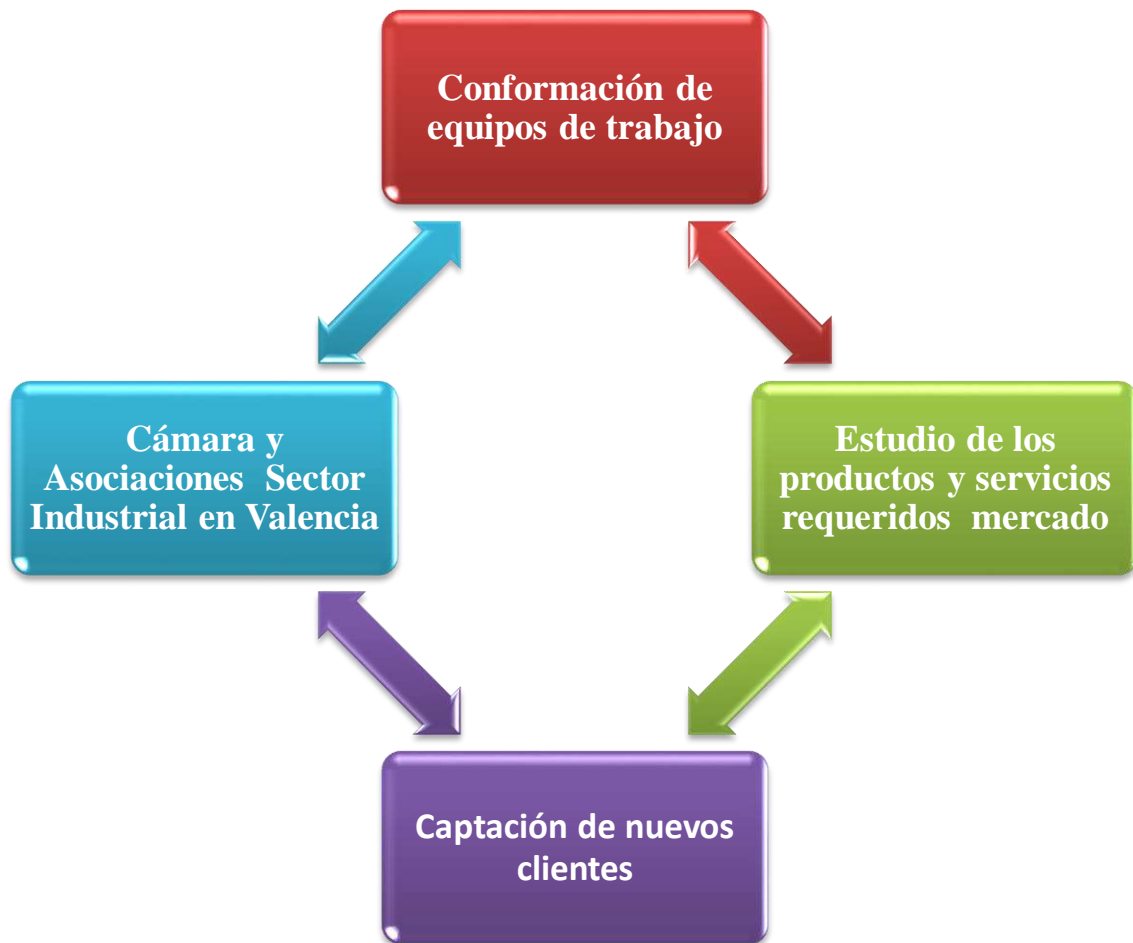 Conformación de
equipos de trabajo
Cámara y
Asociaciones Sector
Industrial en Valencia
Estudio de los
productos y servicios
requeridos mercado
Captación de nuevos
clientes